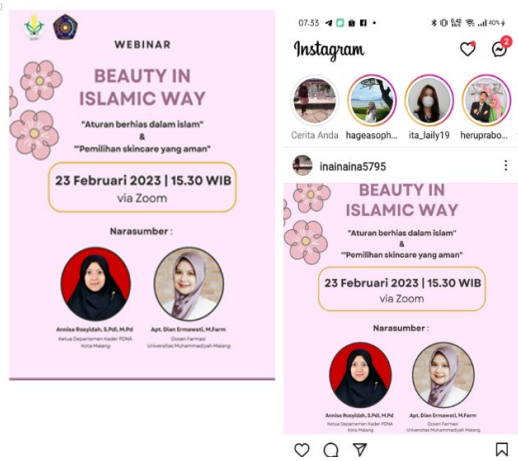 WEBINAR
BEAUTY IN
ISLAMIC WAY
"Aturan berhias dalam islam"
&
"Pemilihan skincare yang aman"
23 Februari 2023 | 15.30 WIB
via Zoom
Narasumber :
Annisa Rosyidah, S.PdI, M.Pd
Ketua Departemen Kader PDNA
Kota Malang
Apt. Dian Ermawati, M.Farm
Dosen Farmasi
Universitas Muhammadiyah Malang
07.33
40%
Instagram
2
Cerita Anda
hageasoph...
ita_laily19
heruprabo...
inainaina5795
BEAUTY IN
ISLAMIC WAY
"Aturan berhias dalam islam"
&
"Pemilihan skincare yang aman"
23 Februari 2023 | 15.30 WIB
via Zoom
Narasumber :
Annisa Rosyidah, S.PdI, M.Pd
Ketua Departemen Kader PDNA
Kota Malang
Apt. Dian Ermawati, M.Farm
Dosen Farmasi
Universitas Muhammadiyah Malang